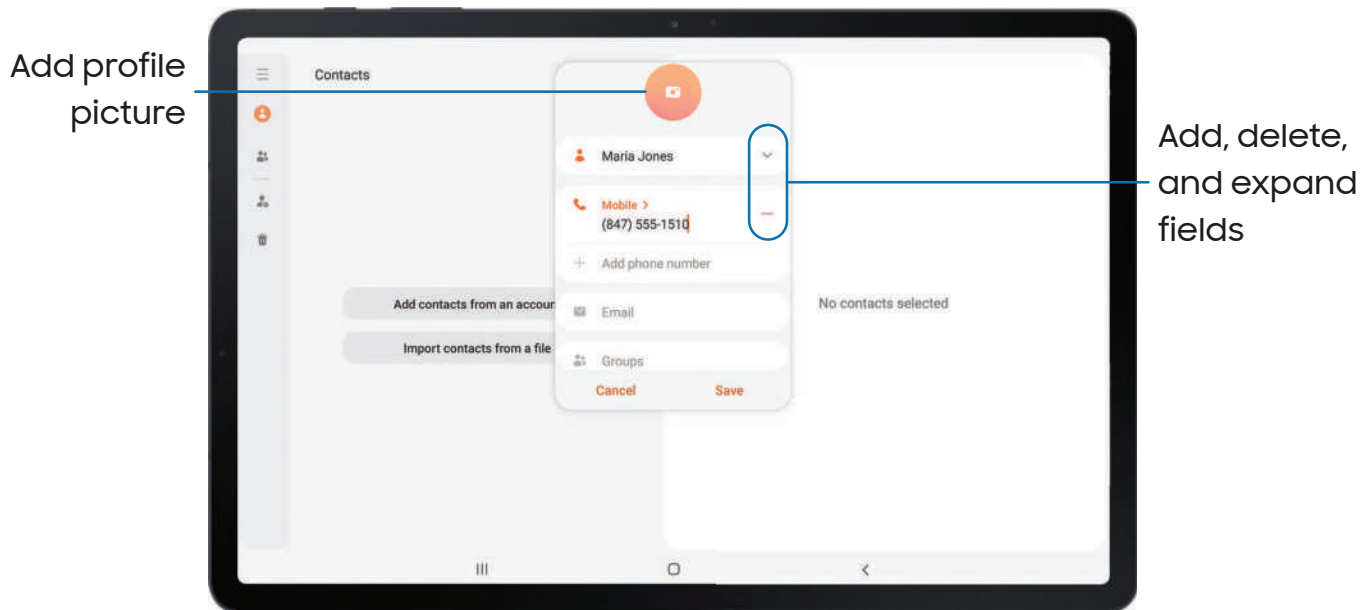 Add profile
picture
Contacts
Maria Jones
Mobile >
(847) 555-1510
Add phone number
Add contacts from an accoun
Email
No contacts selected
Import contacts from a file
Groups
Cancel
Save
Add, delete,
and expand
fields